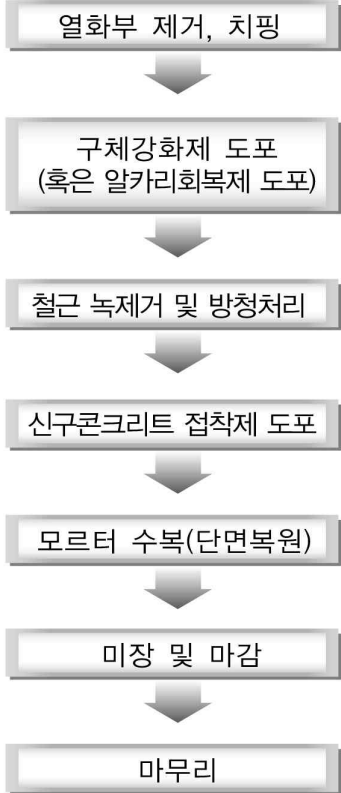 열화부 제거, 치핑
구체강화제 도포
(혹은 알카리회복제 도포)
철근 녹제거 및 방청처리
신구콘크리트 접착제 도포
모르터 수복(단면복원)
미장 및 마감
마무리